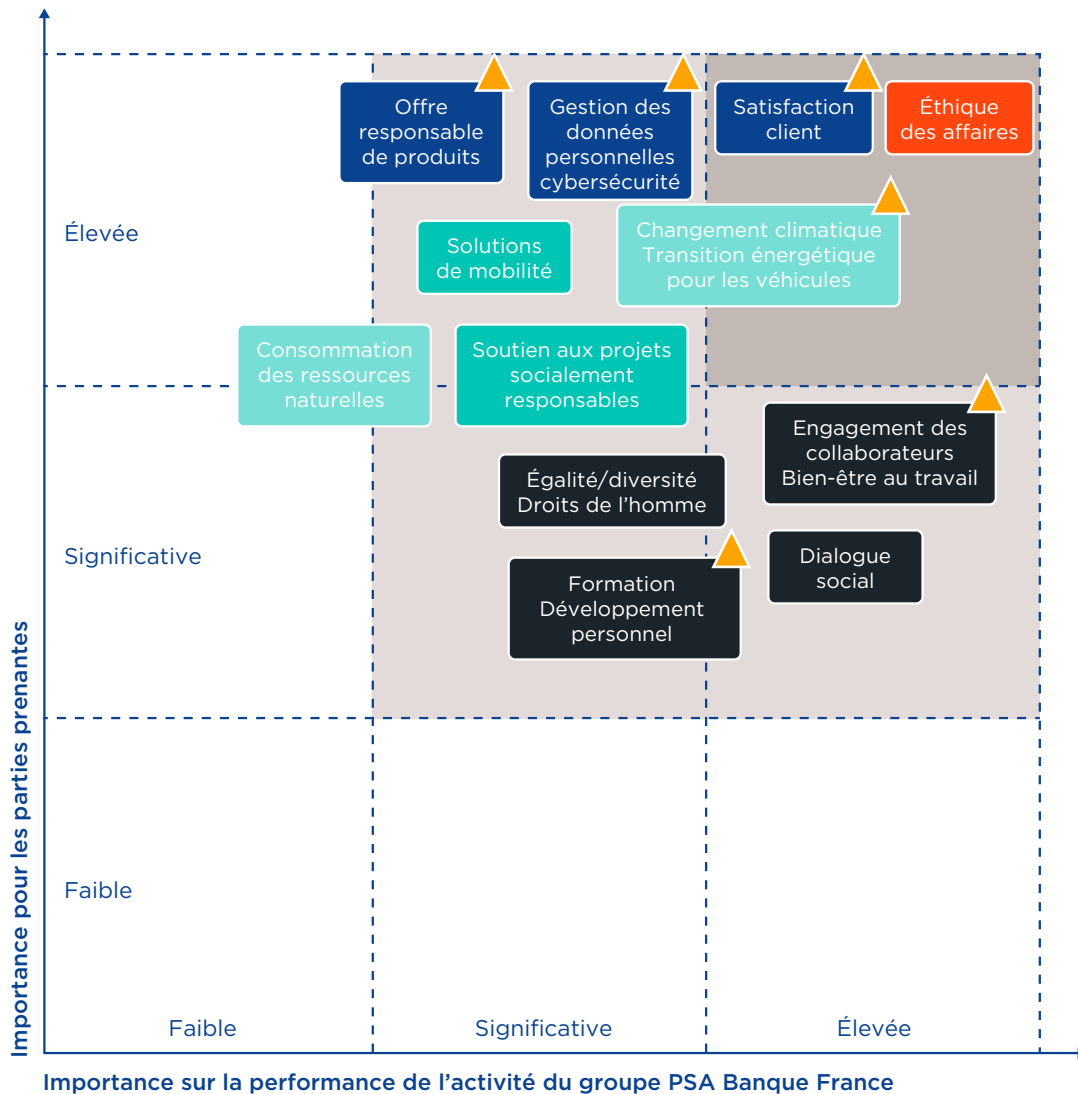 Offre
responsable
de produits
Gestion des
données
personnelles
cybersécurité
Satisfaction
client
Éthique
des affaires
Élevée
Solutions
de mobilité
Changement climatique
Transition énergétique
pour les véhicules
Consommation
des ressources
naturelles
Soutien aux projets
socialement
responsables
Engagement des
collaborateurs
Bien-être au travail
Égalité/diversité
Droits de l’homme
Significative
Dialogue
social
Formation
Développement
personnel
Importance pour les parties prenantes
Faible
Faible
Significative
Élevée
Importance sur la performance de l’activité du groupe PSA Banque France